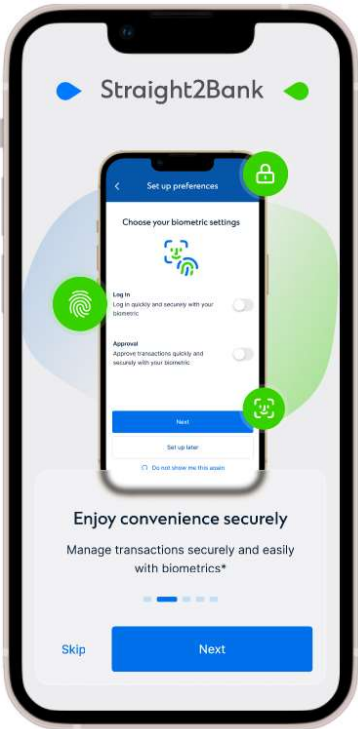 Straight2Bank
Set up preferences
Choose your biometric settings
Log In
Log in quickly and securely with your
biometric
Approval
Approve transactions quickly and
securely with your biometric
Next
Set up later
Do not show me this again
Enjoy convenience securely
Manage transactions securely and easily
with biometrics*
Skip
Next